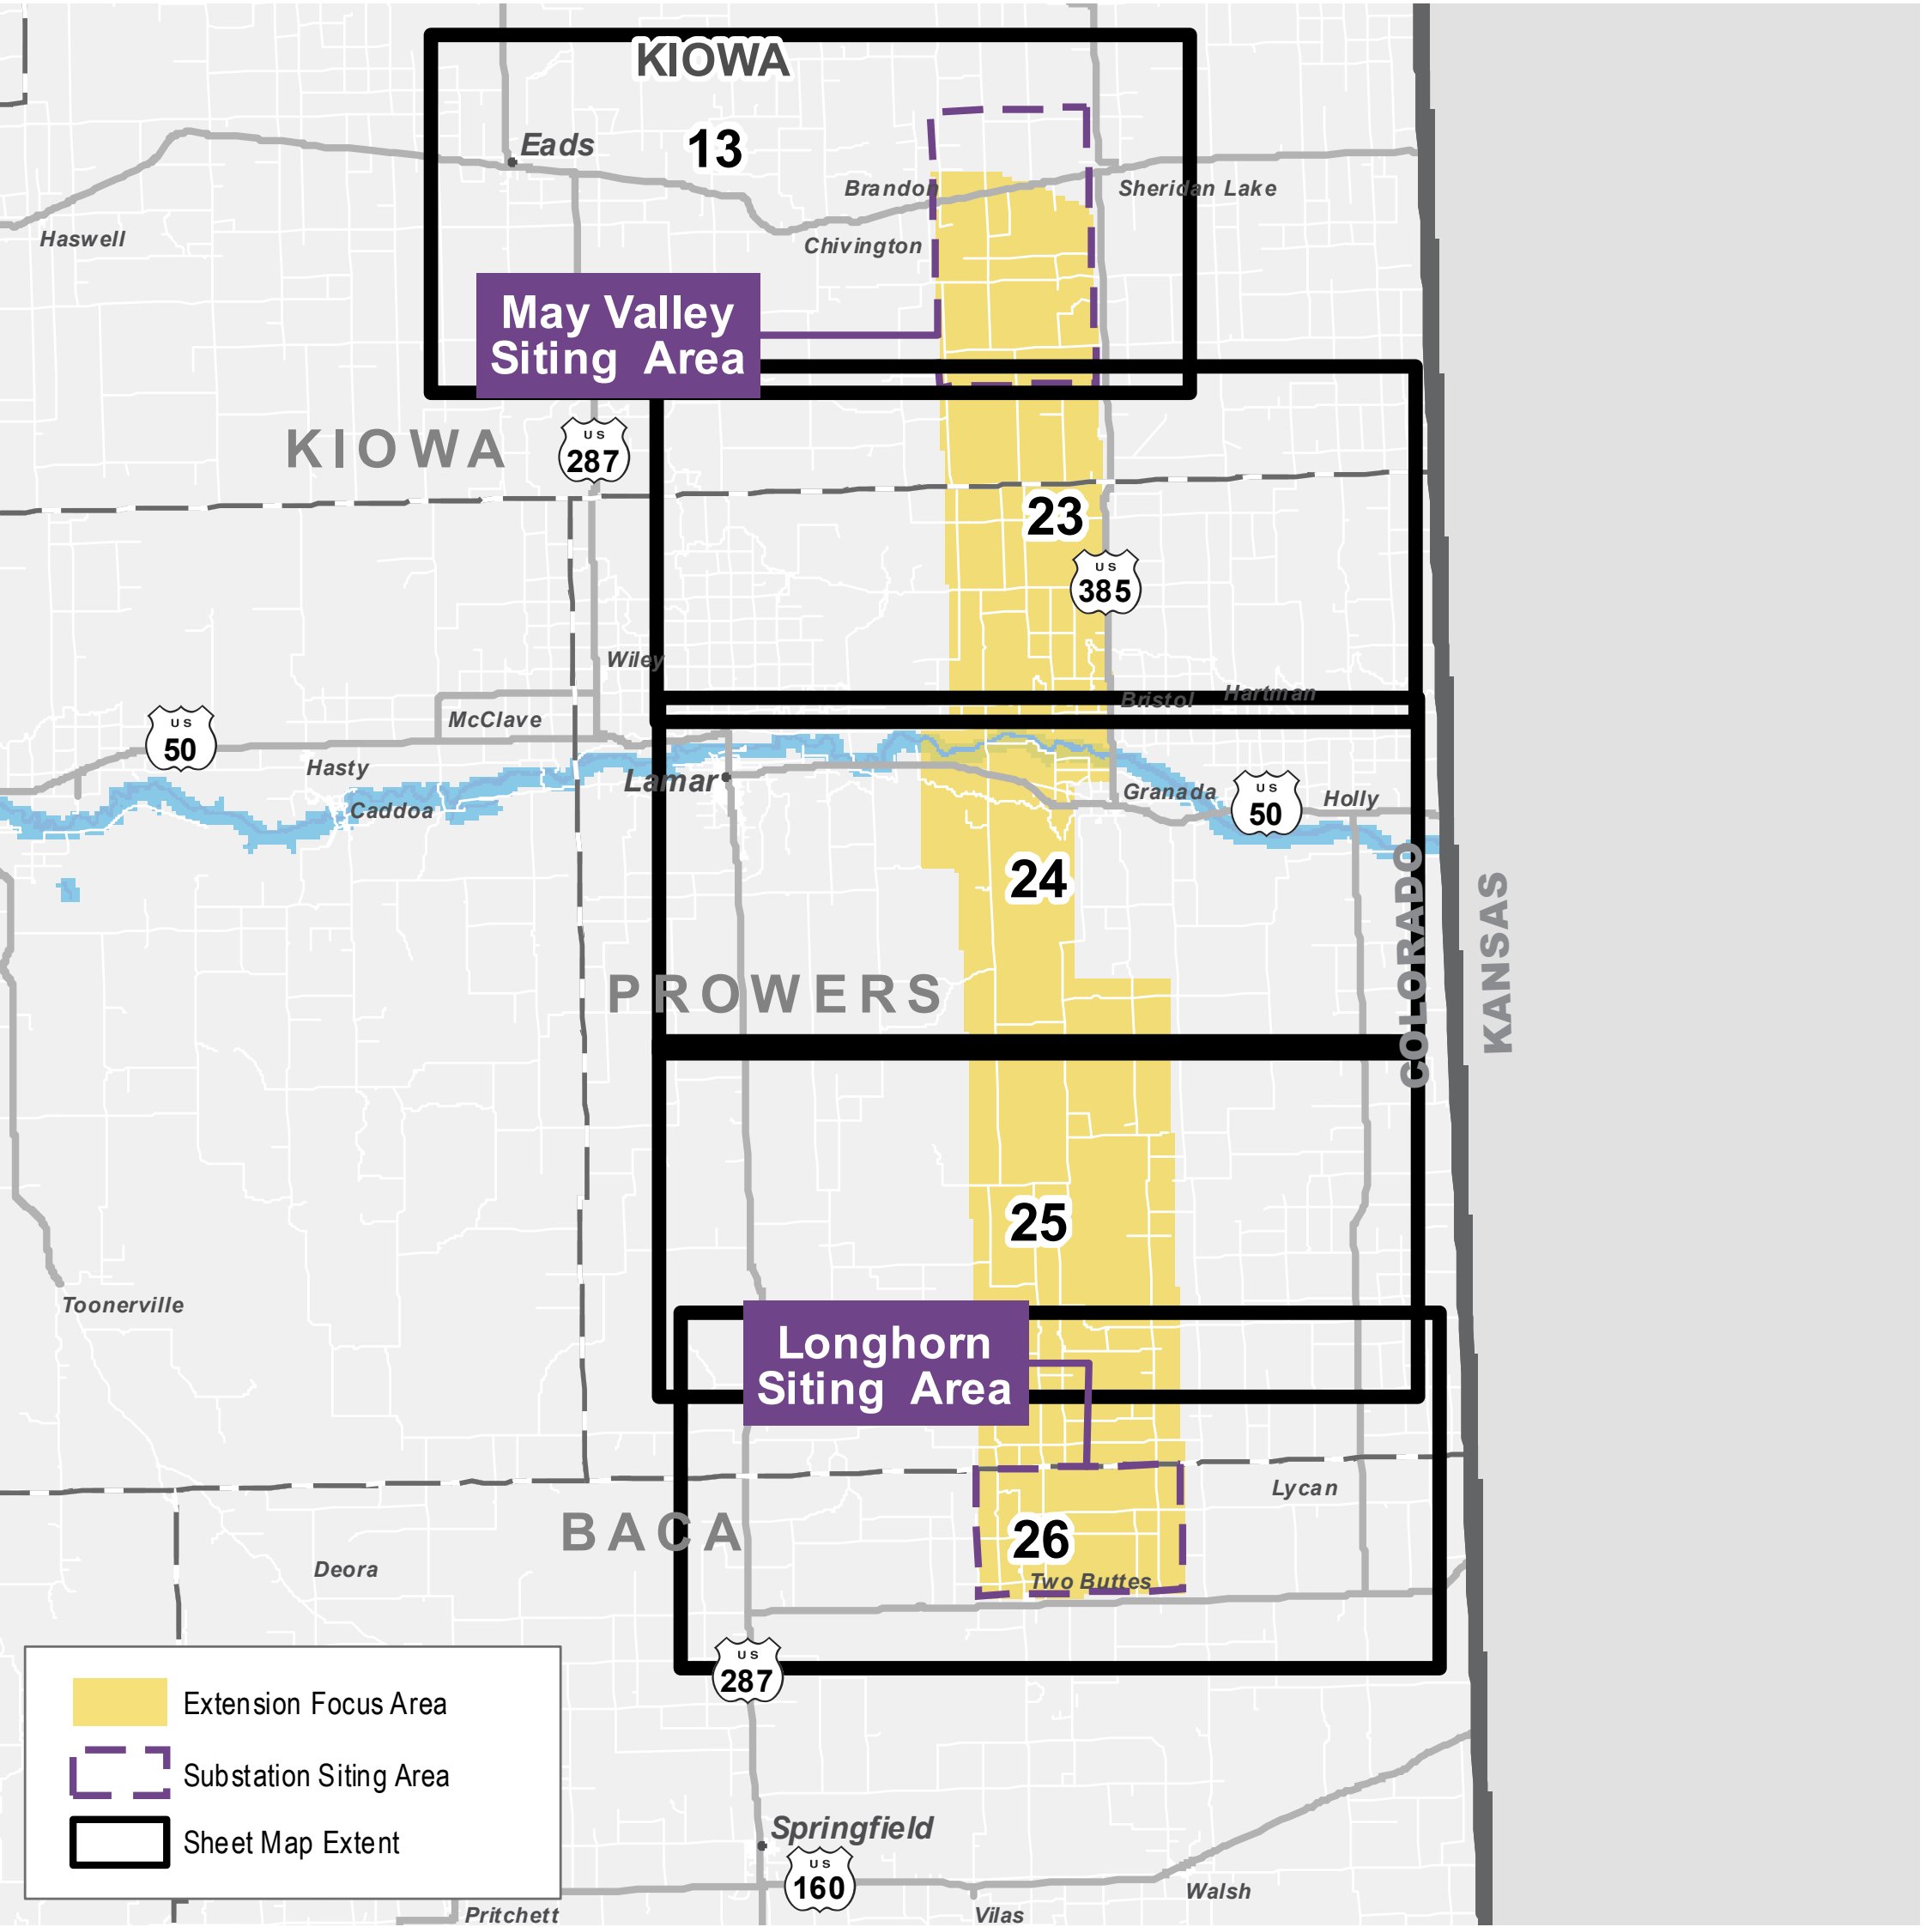 KIOWA
Eads
13
Brandon
Sheridan Lake
Haswell
Chivington
May Valley
Siting Area
KIOWA
US
287
23
US
385
Wiley
Bristol
Hartman
McClave
US
50
Hasty
Lamar
Caddoa
Granada
US
50
Holly
24
COLORADO
KANSAS
PROWERS
25
Toonerville
Longhorn
Siting Area
Lycan
BACA
26
Deora
Two Buttes
US
287
Extension Focus Area
Substation Siting Area
Sheet Map Extent
Springfield
US
160
Walsh
Pritchett
Vilas